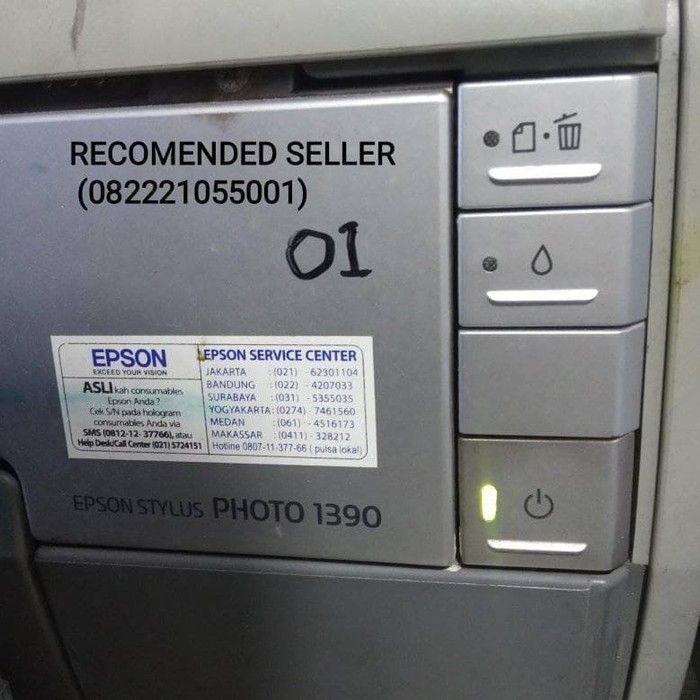 RECOMENDED SELLER
(082221055001)
01
EPSON
EXCEED YOUR VISION
ASLI kah consumables
Epson Anda ?
Cek S/N pada hologram
consumables Anda via
SMS (0812-12- 37766), atau
Help Desk/Call Center (021) 5724151
EPSON SERVICE CENTER
JAKARTA : (021) - 62301104
BANDUNG : (022) - 4207033
SURABAYA : (031) - 5355035
YOGYAKARTA : (0274) - 7461560
MEDAN : (061) - 4516173
MAKASSAR : (0411) - 328212
Hotline 0807-11-377-66 ( pulsa lokal)
EPSON STYLUS PHOTO 1390